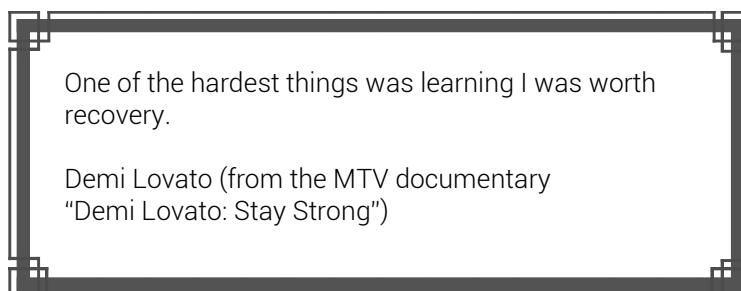 One of the hardest things was learning I was worth
recovery.
Demi Lovato (from the MTV documentary
“Demi Lovato: Stay Strong”)